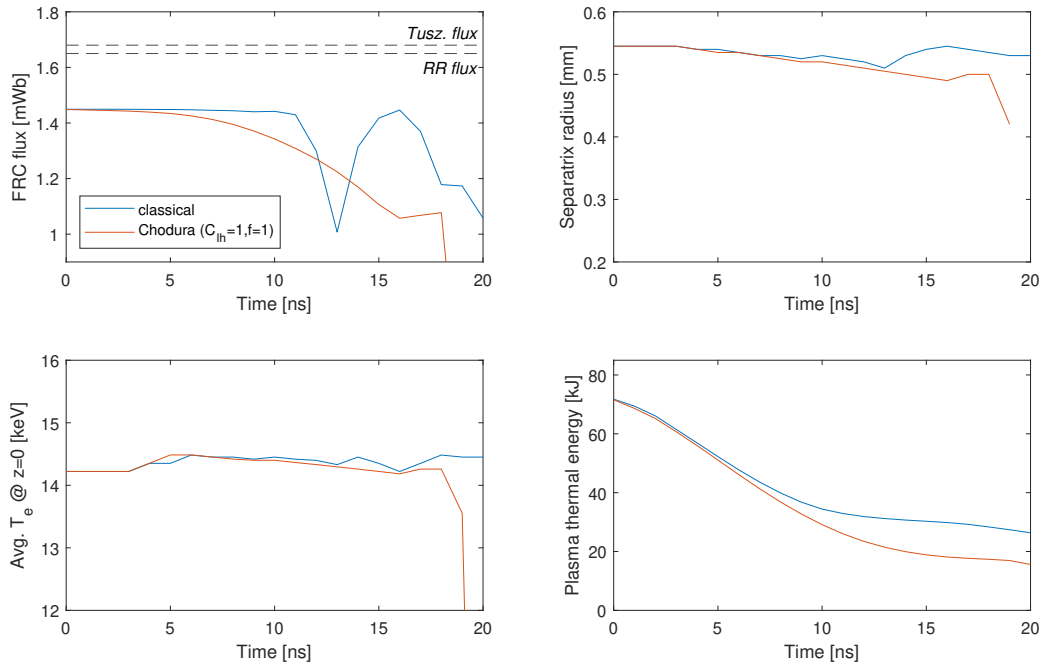 1.8
1.6
1.4
1.2
1
FRC flux [mWb]
Tusz. flux
RR flux
classical
Chodura (C_lh=1,f=1)
0 5 10 15 20
Time [ns]
0.6
0.5
0.4
0.3
0.2
Separatrix radius [mm]
0 5 10 15 20
Time [ns]
16
15
14
13
12
Avg. T_e @ z=0 [keV]
0 5 10 15 20
Time [ns]
80
60
40
20
0
Plasma thermal energy [kJ]
0 5 10 15 20
Time [ns]